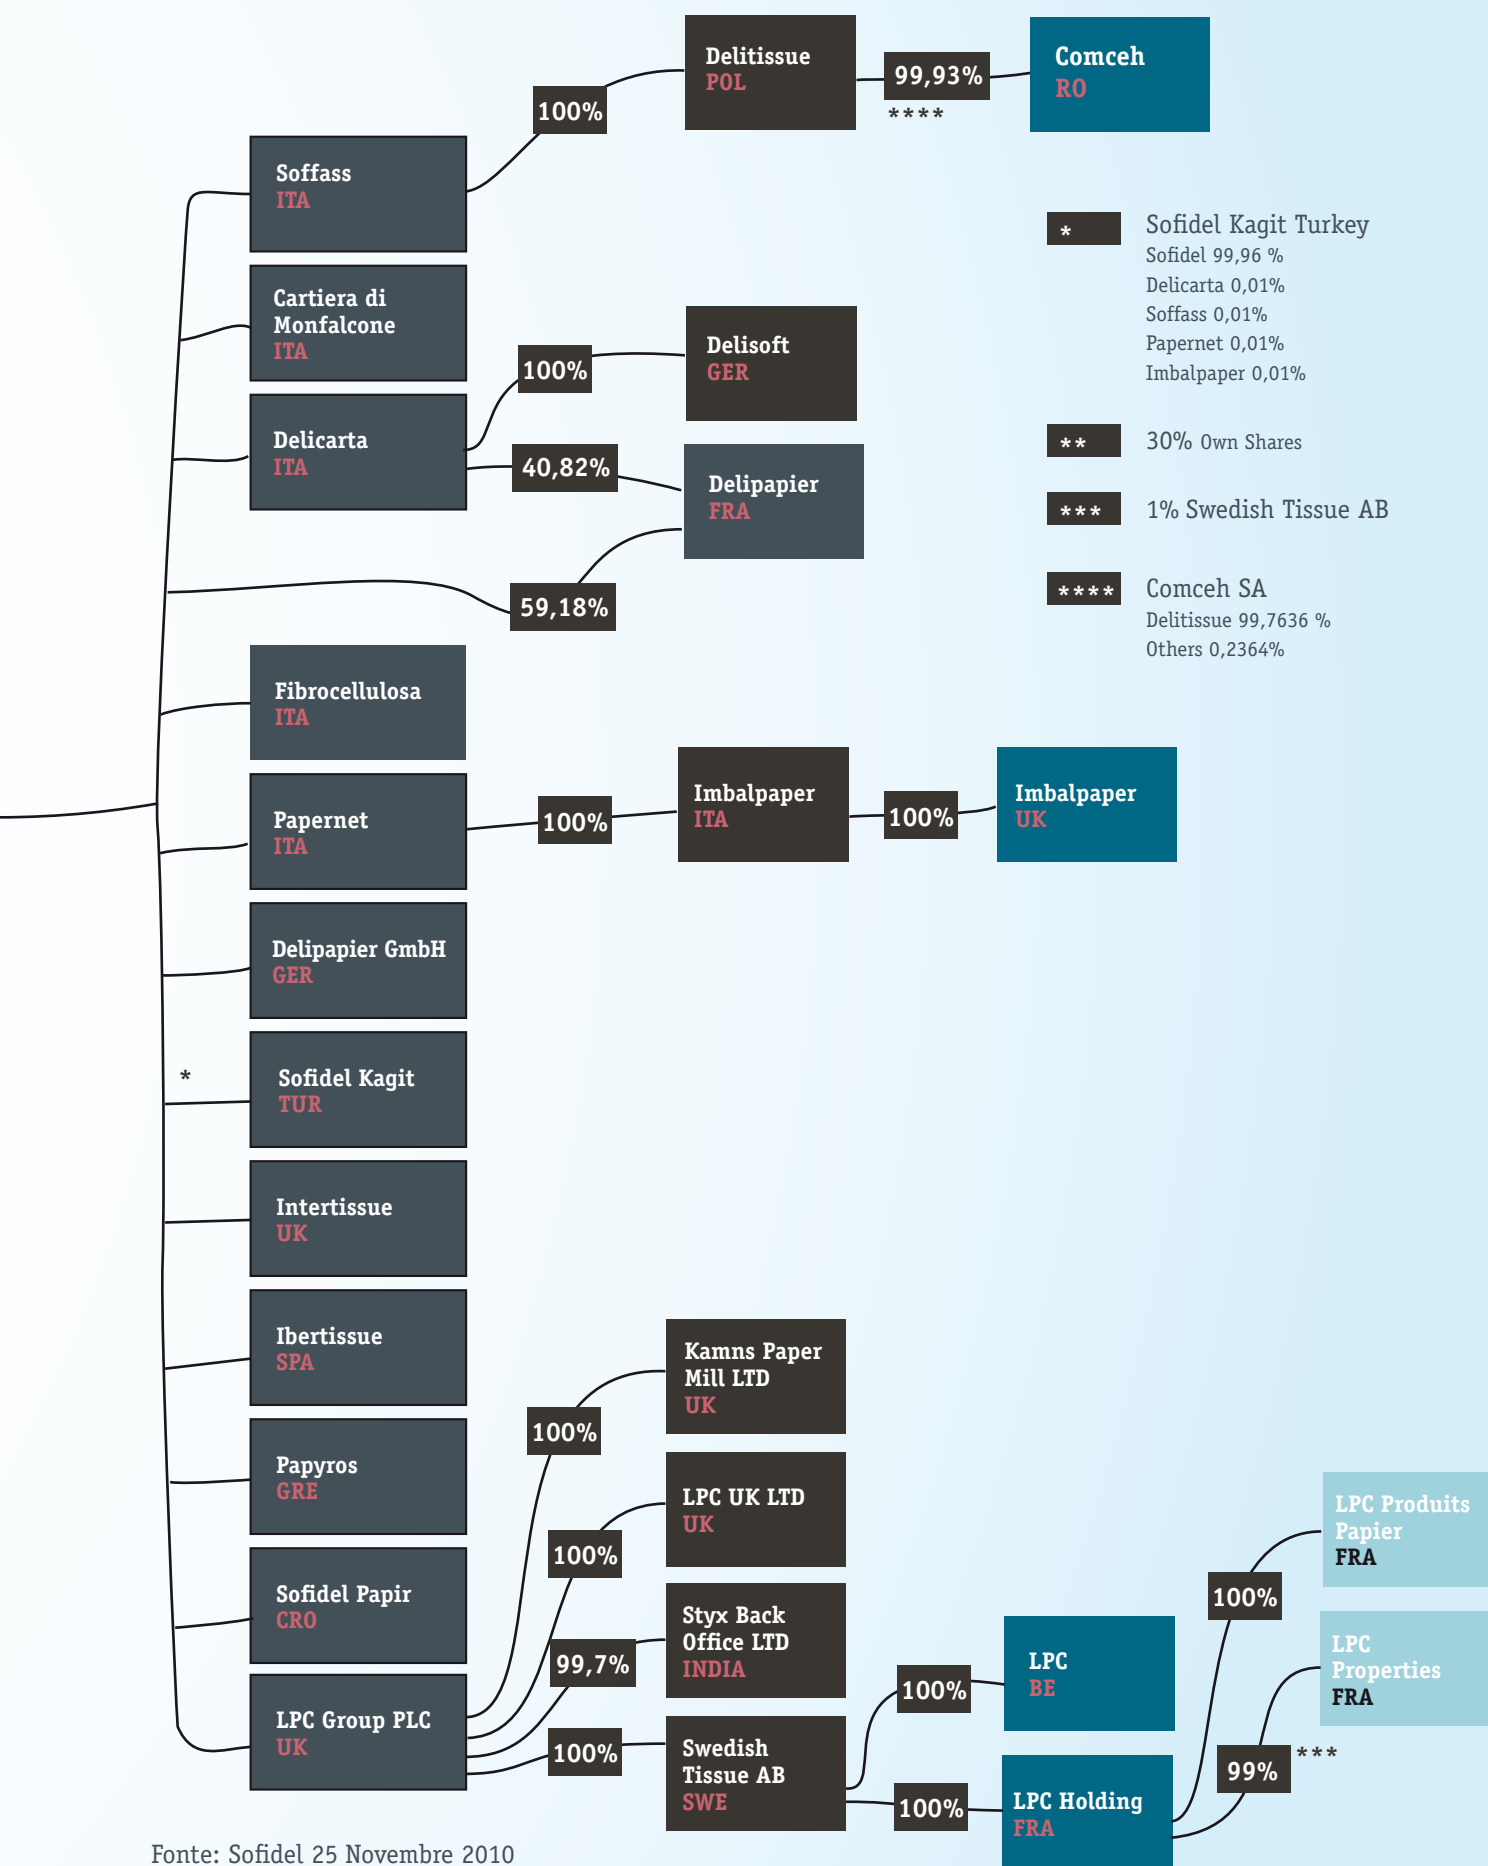 Delitissue
POL
99,93%
****
Comceh
RO
100%
Soffass
ITA
*
Sofidel Kagit Turkey
Sofidel 99,96 %
Delicarta 0,01%
Soffass 0,01%
Papernet 0,01%
Imbalpaper 0,01%
**
30% Own Shares
***
1% Swedish Tissue AB
****
Comceh SA
Delitissue 99,7636 %
Others 0,2364%
Cartiera di
Monfalcone
ITA
100%
Delisoft
GER
Delicarta
ITA
40,82%
Delipapier
FRA
59,18%
Fibrocellulosa
ITA
Papernet
ITA
100%
Imbalpaper
ITA
100%
Imbalpaper
UK
Delipapier GmbH
GER
*
Sofidel Kagit
TUR
Intertissue
UK
Ibertissue
SPA
Papyros
GRE
Sofidel Papir
CRO
LPC Group PLC
UK
100%
Kamns Paper
Mill LTD
UK
100%
LPC UK LTD
UK
99,7%
Styx Back
Office LTD
INDIA
100%
Swedish
Tissue AB
SWE
100%
LPC
BE
100%
LPC Holding
FRA
100%
LPC Produits
Papier
FRA
99%
***
LPC
Properties
FRA
Fonte: Sofidel 25 Novembre 2010